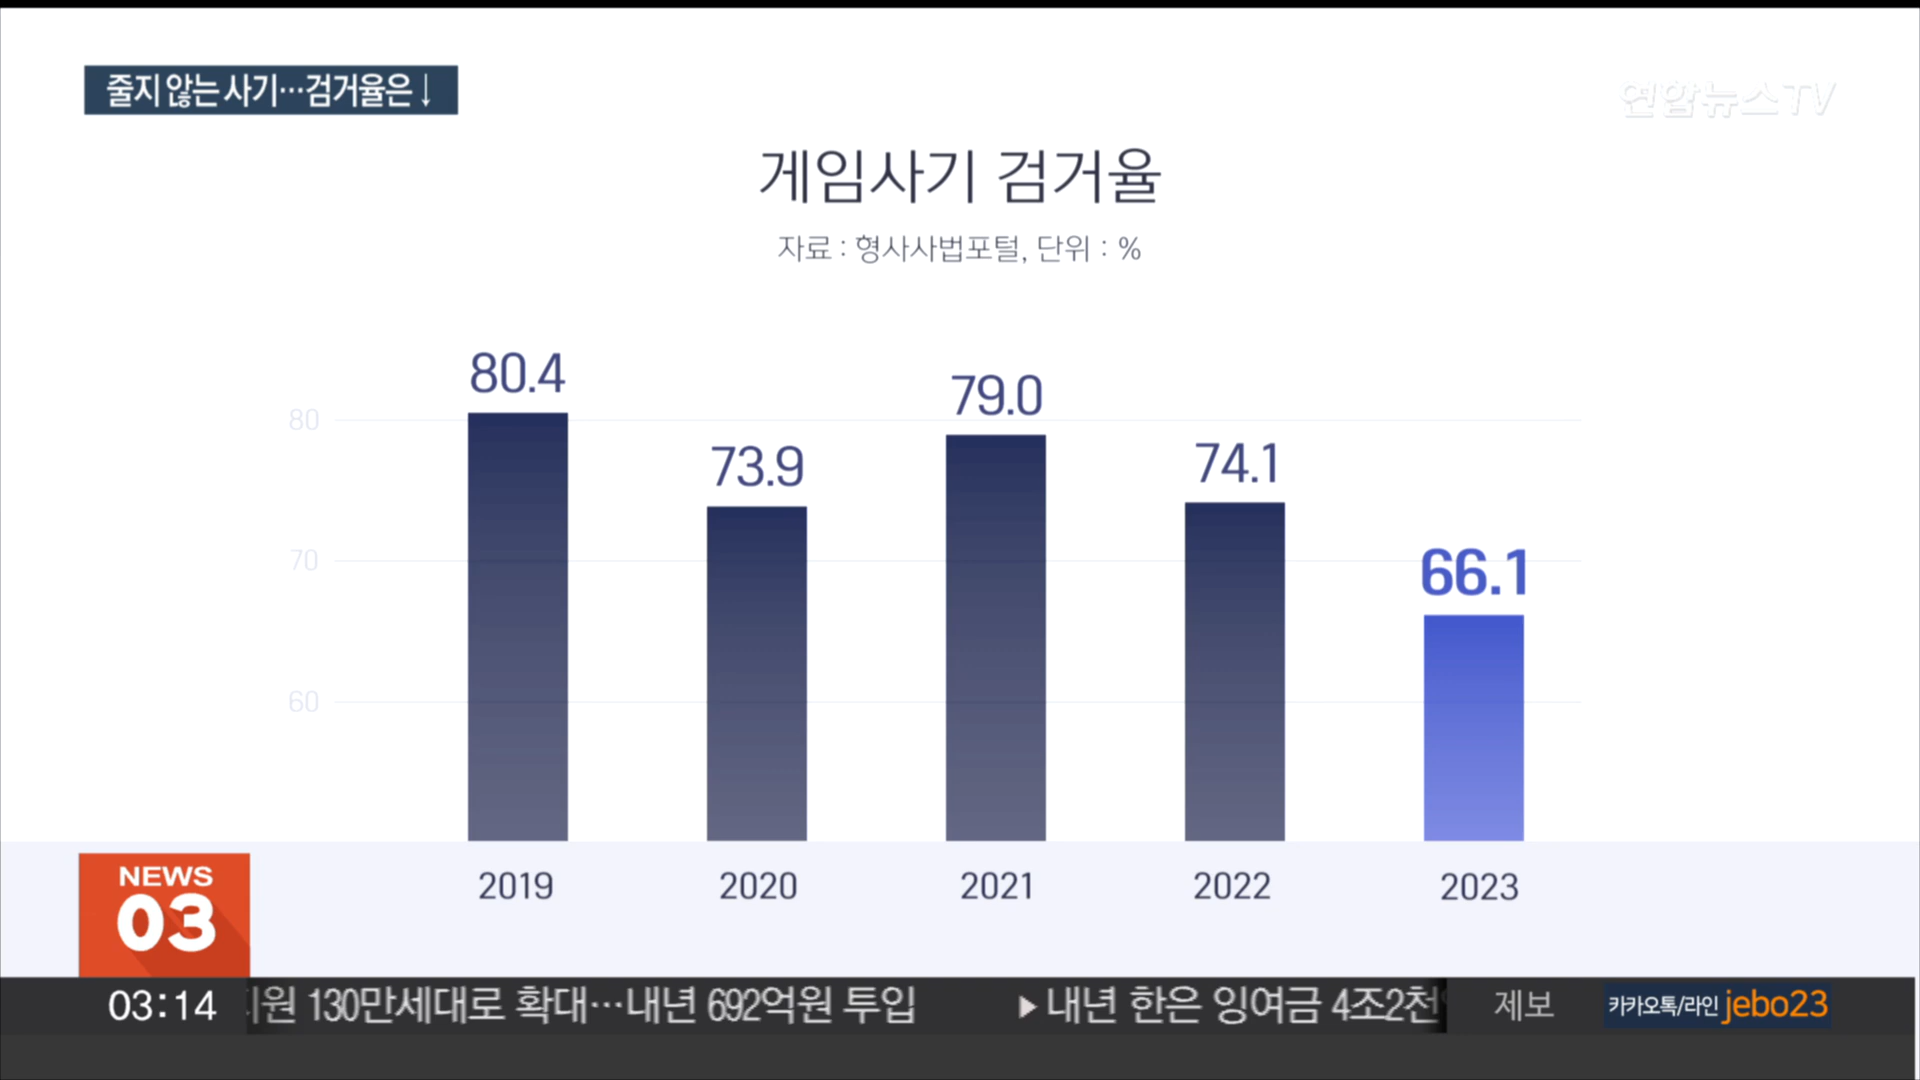 줄지 않는 사기…검거율은↓
연합뉴스TV
게임사기 검거율
자료 : 형사사법포털, 단위 : %
80.4
73.9
79.0
74.1
66.1
80
70
60
2019
2020
2021
2022
2023
NEWS
03
03:14
지원 130만세대로 확대…내년 692억원 투입
▶내년 한은 잉여금 4조2천
제보
카카오톡/라인 jebo23